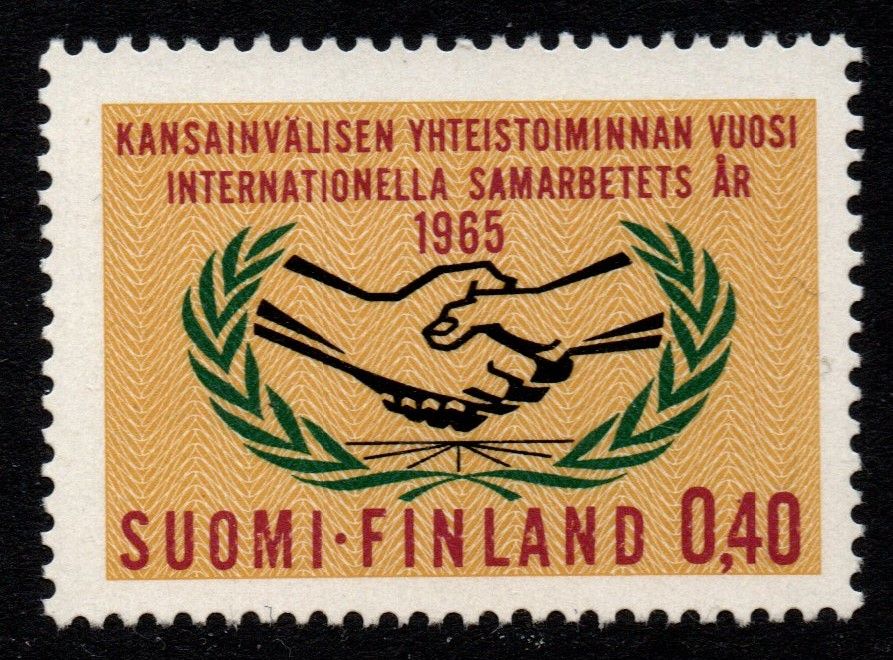 KANSAINVÄLISEN YHTEISTOIMINNAN VUOSI
INTERNATIONELLA SAMARBETETS ÅR
1965
SUOMI·FINLAND 0,40